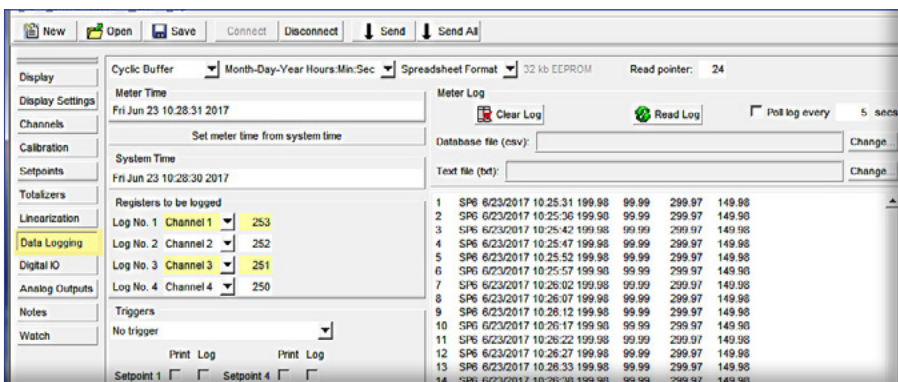 New Open Save Connect Disconnect Send Send All
Display
Display Settings
Channels
Calibration
Setpoints
Totalizers
Linearization
Data Logging
Digital IO
Analog Outputs
Notes
Watch
Cyclic Buffer Month-Day-Year Hours:Min:Sec Spreadsheet Format 32 kb EEPROM Read pointer: 24
Meter Time
Fri Jun 23 10:28:31 2017
Set meter time from system time
System Time
Fri Jun 23 10:28:30 2017
Registers to be logged
Log No. 1 Channel 1 253
Log No. 2 Channel 2 252
Log No. 3 Channel 3 251
Log No. 4 Channel 4 250
Triggers
No trigger
Print Log Print Log
Setpoint 1 Setpoint 4
Meter Log
Clear Log Read Log Poll log every 5 secs
Database file (csv): Change...
Text file (txt): Change...
1 SP6 6/23/2017 10:25:31 199.98 99.99 299.97 149.98
2 SP6 6/23/2017 10:25:36 199.98 99.99 299.97 149.98
3 SP6 6/23/2017 10:25:42 199.98 99.99 299.97 149.98
4 SP6 6/23/2017 10:25:47 199.98 99.99 299.97 149.98
5 SP6 6/23/2017 10:25:52 199.98 99.99 299.97 149.98
6 SP6 6/23/2017 10:25:57 199.98 99.99 299.97 149.98
7 SP6 6/23/2017 10:26:02 199.98 99.99 299.97 149.98
8 SP6 6/23/2017 10:26:07 199.98 99.99 299.97 149.98
9 SP6 6/23/2017 10:26:12 199.98 99.99 299.97 149.98
10 SP6 6/23/2017 10:26:17 199.98 99.99 299.97 149.98
11 SP6 6/23/2017 10:26:22 199.98 99.99 299.97 149.98
12 SP6 6/23/2017 10:26:27 199.98 99.99 299.97 149.98
13 SP6 6/23/2017 10:26:33 199.98 99.99 299.97 149.98
14 SP6 6/23/2017 10:26:38 199.98 99.99 299.97 149.98